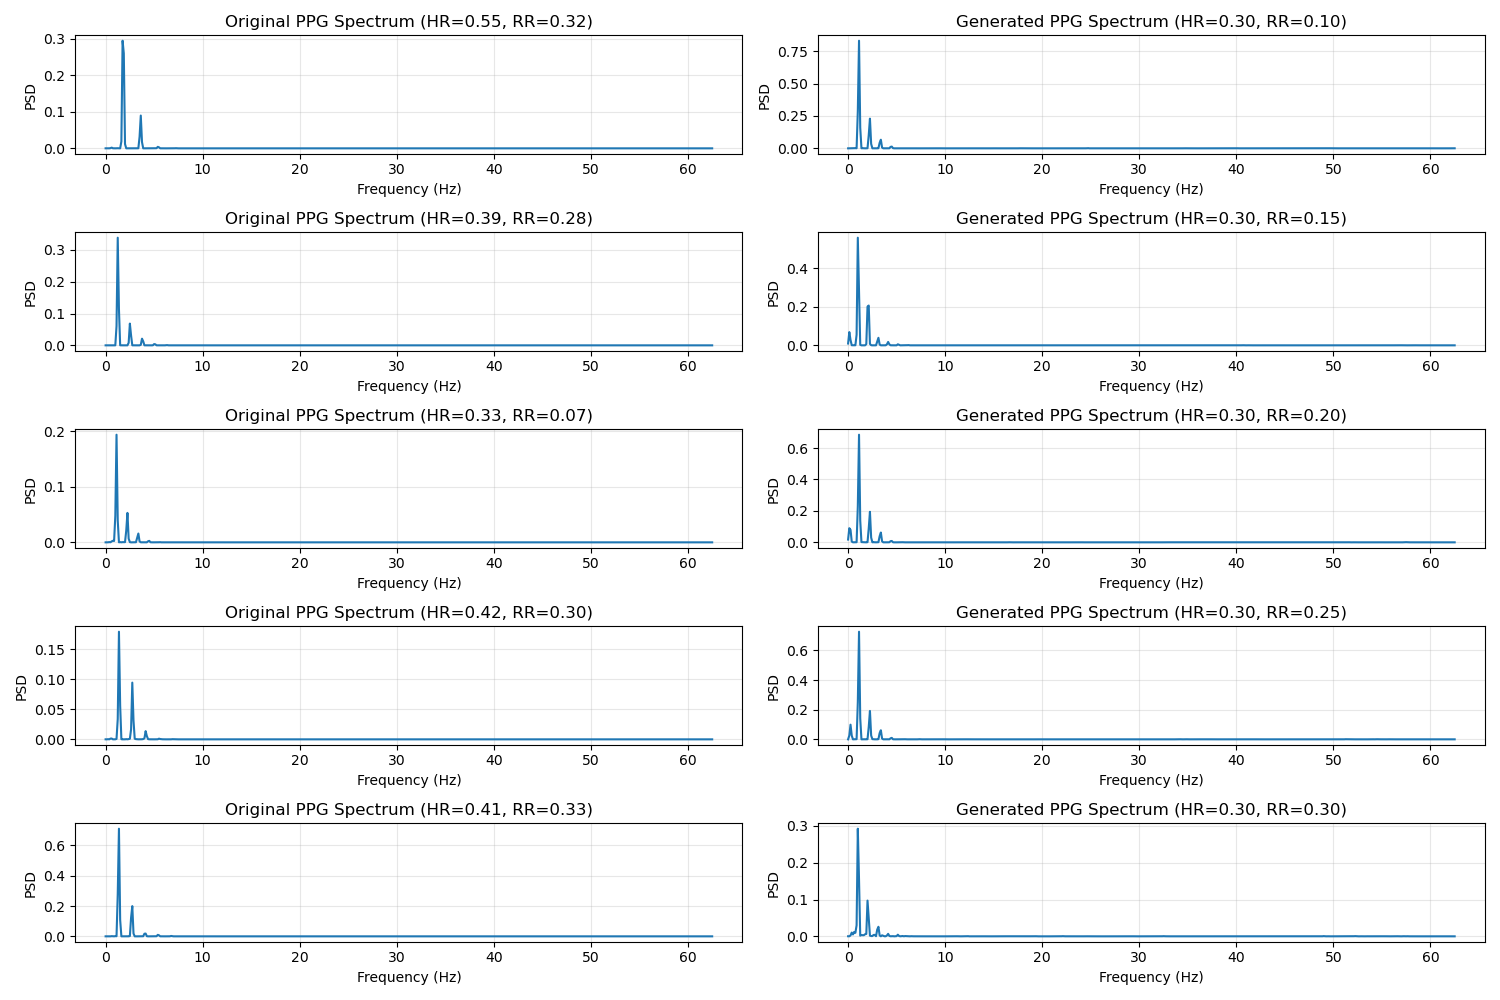 Original PPG Spectrum (HR=0.55, RR=0.32)
0.3
0.2
0.1
0.0
PSD
0 10 20 30 40 50 60
Frequency (Hz)
Generated PPG Spectrum (HR=0.30, RR=0.10)
0.75
0.50
0.25
0.00
PSD
0 10 20 30 40 50 60
Frequency (Hz)
Original PPG Spectrum (HR=0.39, RR=0.28)
0.3
0.2
0.1
0.0
PSD
0 10 20 30 40 50 60
Frequency (Hz)
Generated PPG Spectrum (HR=0.30, RR=0.15)
0.4
0.2
0.0
PSD
0 10 20 30 40 50 60
Frequency (Hz)
Original PPG Spectrum (HR=0.33, RR=0.07)
0.2
0.1
0.0
PSD
0 10 20 30 40 50 60
Frequency (Hz)
Generated PPG Spectrum (HR=0.30, RR=0.20)
0.6
0.4
0.2
0.0
PSD
0 10 20 30 40 50 60
Frequency (Hz)
Original PPG Spectrum (HR=0.42, RR=0.30)
0.15
0.10
0.05
0.00
PSD
0 10 20 30 40 50 60
Frequency (Hz)
Generated PPG Spectrum (HR=0.30, RR=0.25)
0.6
0.4
0.2
0.0
PSD
0 10 20 30 40 50 60
Frequency (Hz)
Original PPG Spectrum (HR=0.41, RR=0.33)
0.6
0.4
0.2
0.0
PSD
0 10 20 30 40 50 60
Frequency (Hz)
Generated PPG Spectrum (HR=0.30, RR=0.30)
0.3
0.2
0.1
0.0
PSD
0 10 20 30 40 50 60
Frequency (Hz)